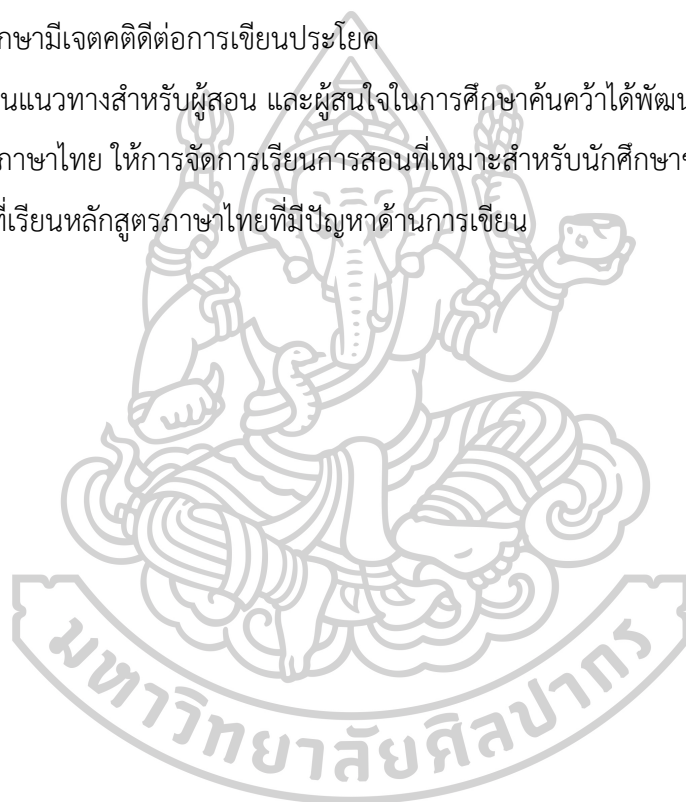 กษามีเจตคติดีต่อการเขียนประโยค
นแนวทางสำหรับผู้สอน และผู้สนใจในการศึกษาค้นคว้าได้พัฒน
ภาษาไทย ให้การจัดการเรียนการสอนที่เหมาะสำหรับนักศึกษาช
ที่เรียนหลักสูตรภาษาไทยที่มีปัญหาด้านการเขียน
มหาวิทยาลัยศิลปากร